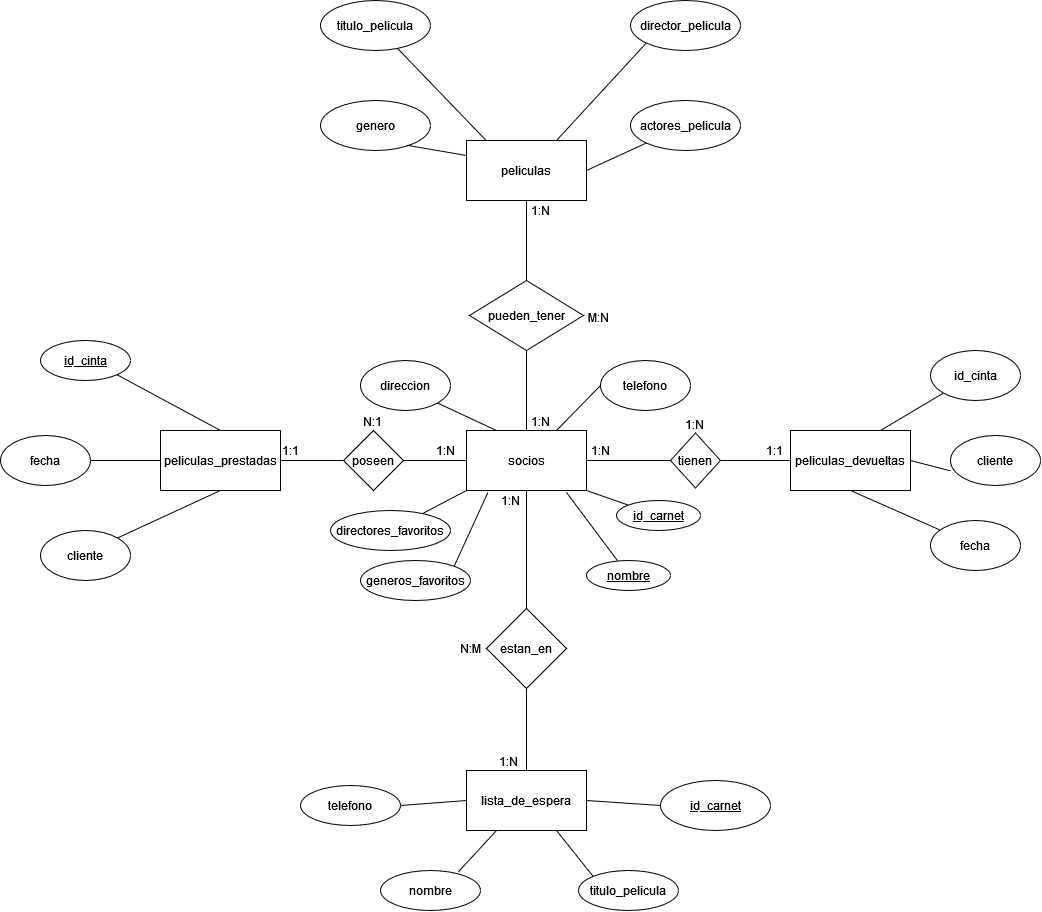 titulo_pelicula
director_pelicula
genero
actores_pelicula
peliculas
1:N
pueden_tener
M:N
id_cinta
direccion
telefono
id_cinta
N:1
1:N
1:N
fecha
peliculas_prestadas
1:1
poseen
1:N
socios
1:N
tienen
1:1
peliculas_devueltas
cliente
1:N
id_carnet
directores_favoritos
cliente
generos_favoritos
nombre
fecha
N:M
estan_en
1:N
telefono
lista_de_espera
id_carnet
nombre
titulo_pelicula